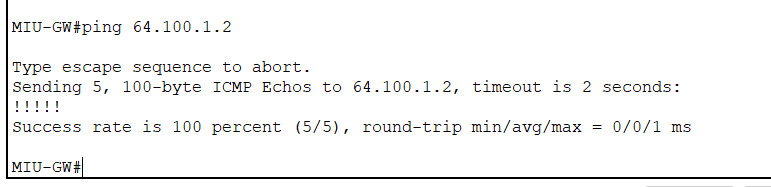 MIU-GW#ping 64.100.1.2
Type escape sequence to abort.
Sending 5, 100-byte ICMP Echos to 64.100.1.2, timeout is 2 seconds:
!!!!!
Success rate is 100 percent (5/5), round-trip min/avg/max = 0/0/1 ms
MIU-GW#